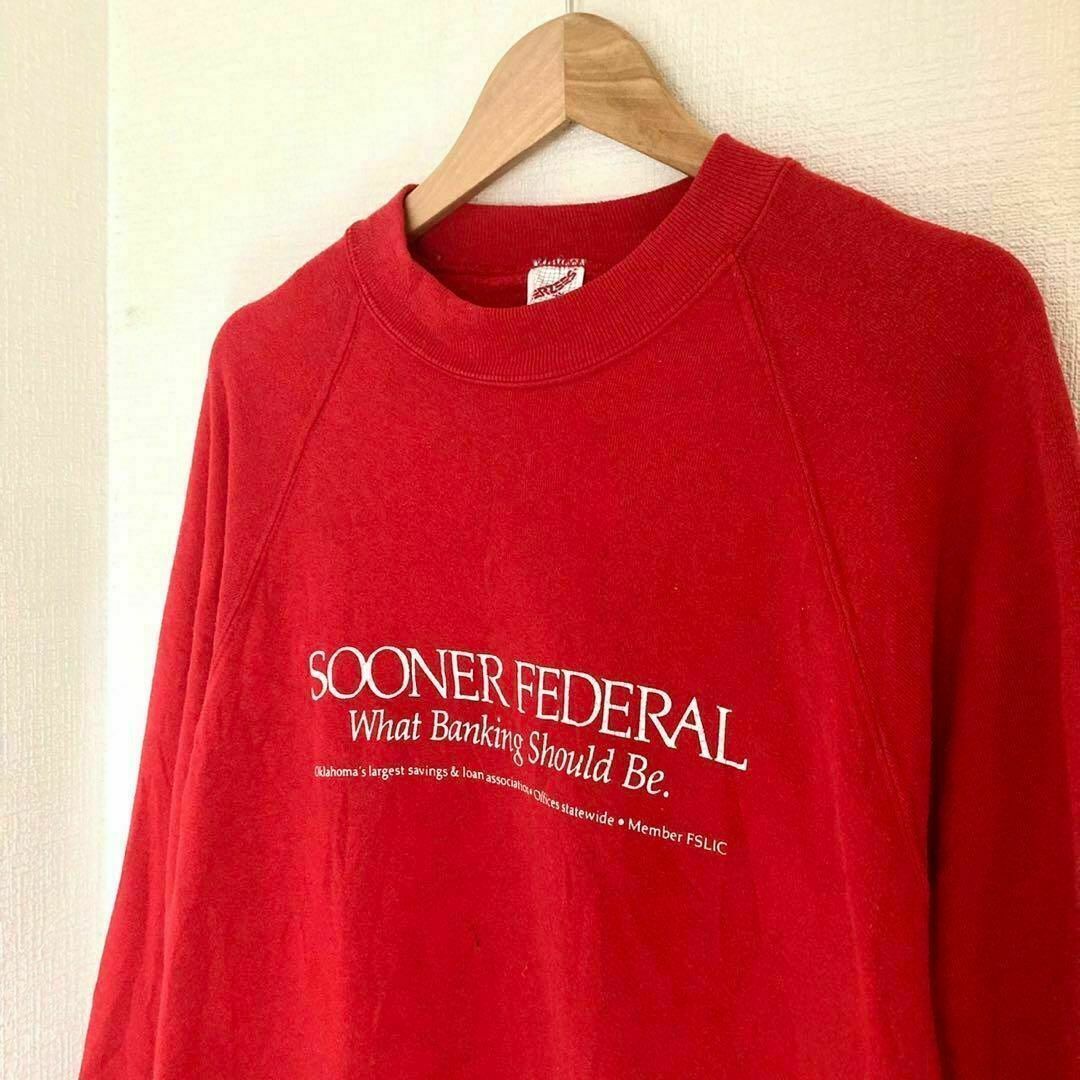 SOONER FEDERAL
What Banking Should Be.
Oklahoma's largest savings & loan association • Offices statewide • Member FSLIC